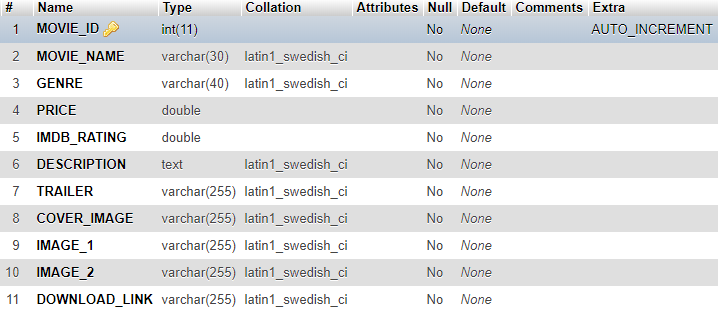 # Name Type Collation Attributes Null Default Comments Extra
1 MOVIE_ID int(11) No None AUTO_INCREMENT
2 MOVIE_NAME varchar(30) latin1_swedish_ci No None
3 GENRE varchar(40) latin1_swedish_ci No None
4 PRICE double No None
5 IMDB_RATING double No None
6 DESCRIPTION text latin1_swedish_ci No None
7 TRAILER varchar(255) latin1_swedish_ci No None
8 COVER_IMAGE varchar(255) latin1_swedish_ci No None
9 IMAGE_1 varchar(255) latin1_swedish_ci No None
10 IMAGE_2 varchar(255) latin1_swedish_ci No None
11 DOWNLOAD_LINK varchar(255) latin1_swedish_ci No None